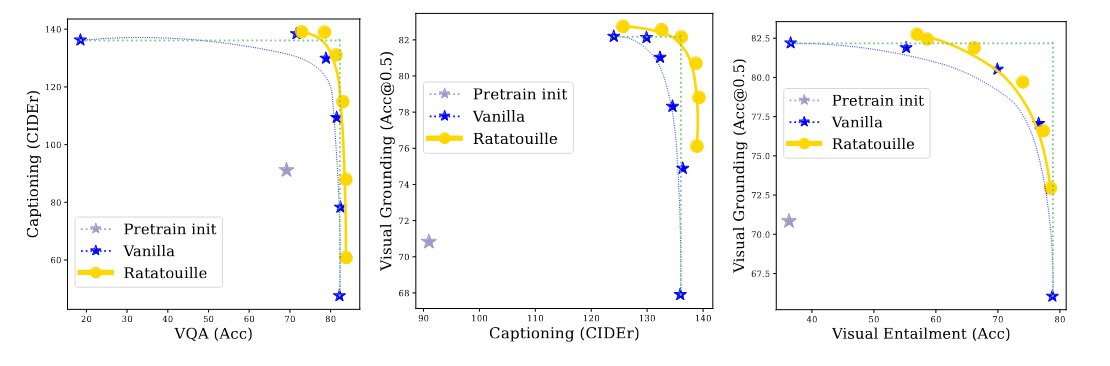 140
120
100
80
60
20
30
40
50
60
70
80
VQA (Acc)
Captioning (CIDEr)
Pretrain init
Vanilla
Ratatouille
82
80
78
76
74
72
70
68
90
100
110
120
130
140
Captioning (CIDEr)
Visual Grounding (Acc@0.5)
Pretrain init
Vanilla
Ratatouille
82.5
80.0
77.5
75.0
72.5
70.0
67.5
40
50
60
70
80
Visual Entailment (Acc)
Visual Grounding (Acc@0.5)
Pretrain init
Vanilla
Ratatouille